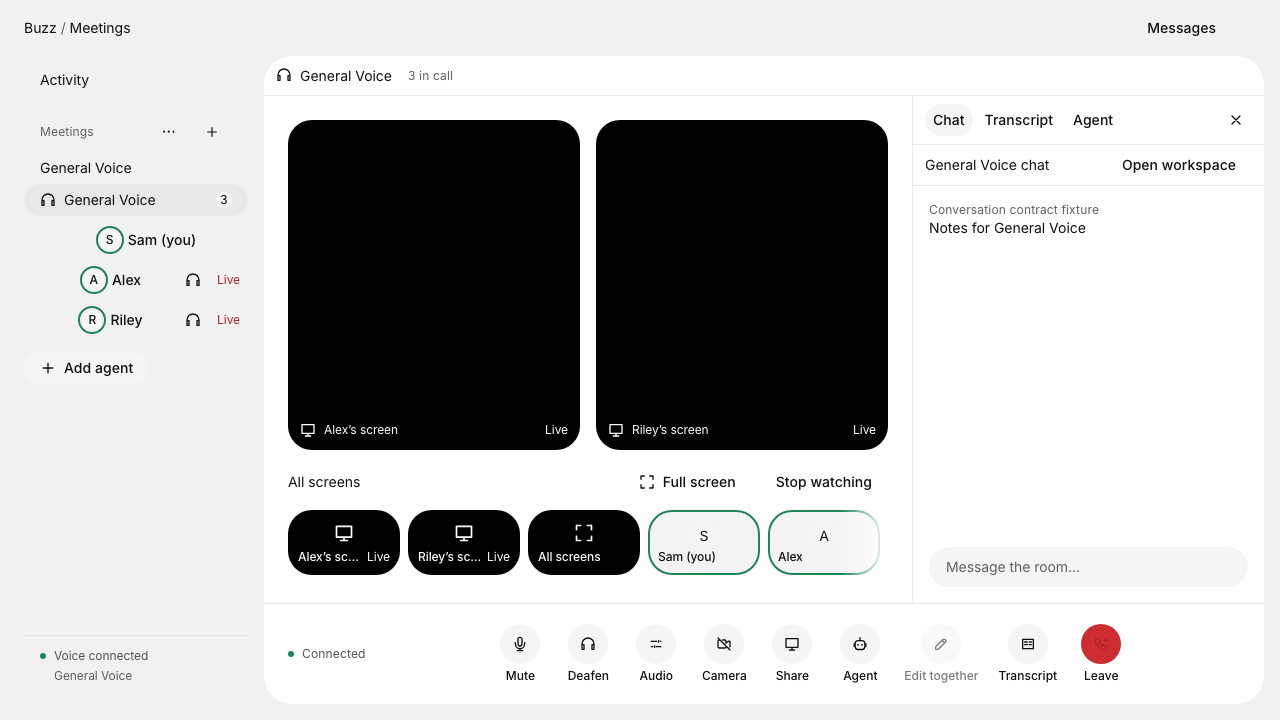 Buzz / Meetings
Messages
Activity
Meetings
General Voice
General Voice 3
S Sam (you)
A Alex Live
R Riley Live
Add agent
Voice connected
General Voice
General Voice 3 in call
Alex’s screen Live
Riley’s screen Live
All screens
Full screen
Stop watching
Alex’s sc... Live
Riley’s sc... Live
All screens
S
Sam (you)
A
Alex
Chat Transcript Agent
General Voice chat Open workspace
Conversation contract fixture
Notes for General Voice
Message the room...
Connected
Mute
Deafen
Audio
Camera
Share
Agent
Edit together
Transcript
Leave